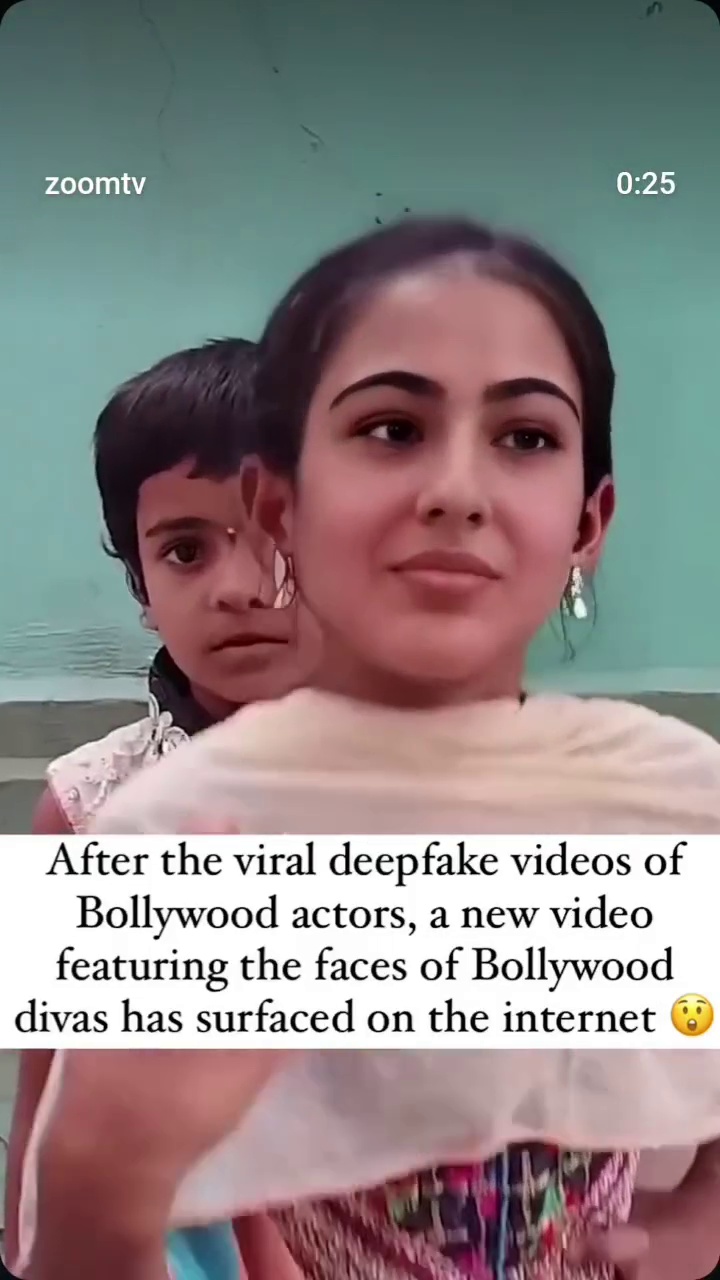 zoomtv
0:25
After the viral deepfake videos of
Bollywood actors, a new video
featuring the faces of Bollywood
divas has surfaced on the internet 😲